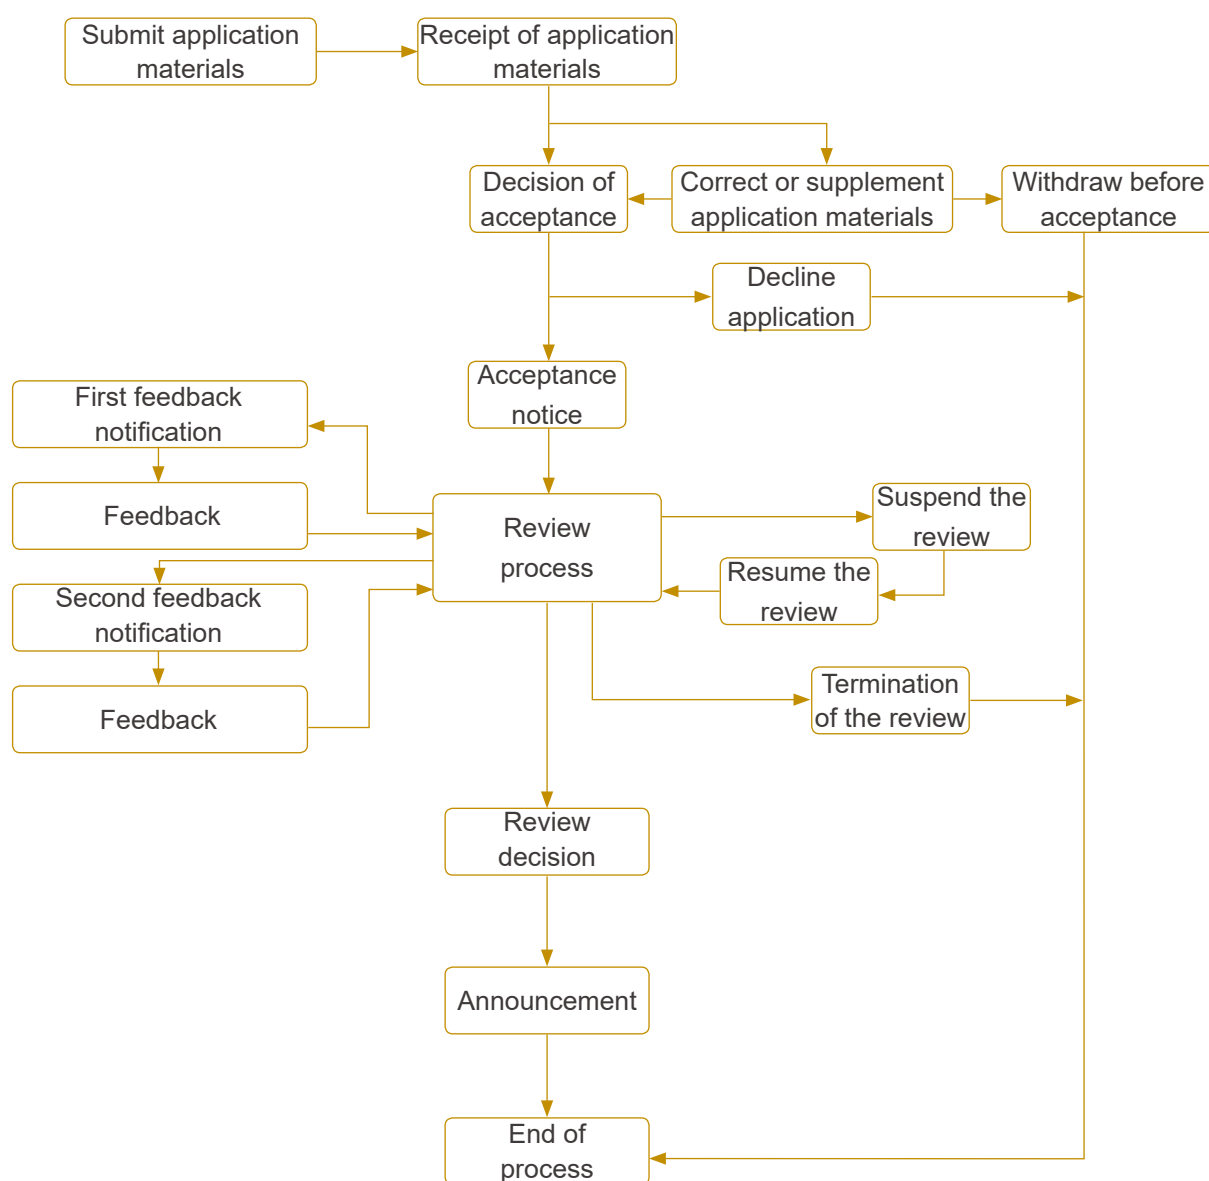 Submit application
materials
Receipt of application
materials
Decision of
acceptance
Correct or supplement
application materials
Withdraw before
acceptance
Decline
application
Acceptance
notice
First feedback
notification
Feedback
Review
process
Suspend the
review
Resume the
review
Second feedback
notification
Feedback
Termination
of the review
Review
decision
Announcement
End of
process